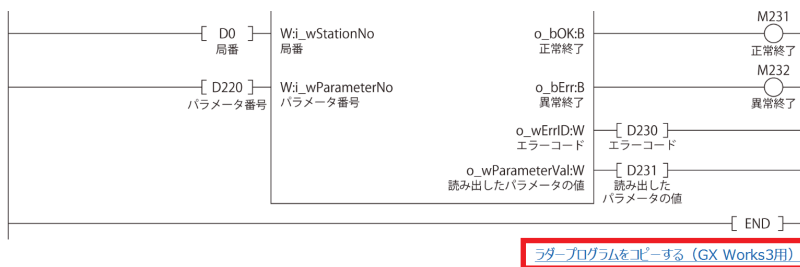 M231
D0 W:i_wStationNo o_bOK:B
局番 局番 正常終了 正常終了
M232
D220 W:i_wParameterNo o_bErr:B
パラメータ番号 パラメータ番号 異常終了 異常終了
o_wErrID:W D230
エラーコード エラーコード
o_wParameterVal:W D231
読み出したパラメータの値 読み出した
パラメータの値
END
ラダープログラムをコピーする（GX Works3用）